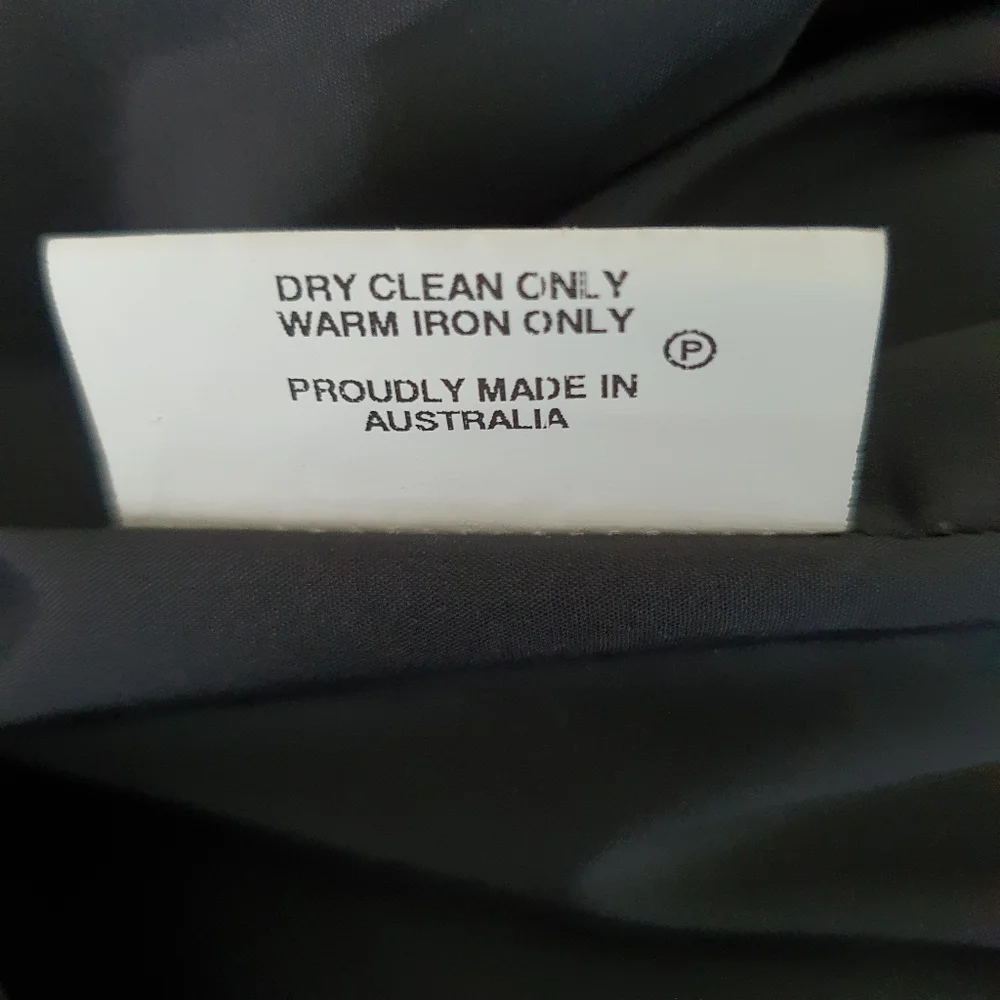 DRY CLEAN ONLY
WARM IRON ONLY
P
PROUDLY MADE IN
AUSTRALIA